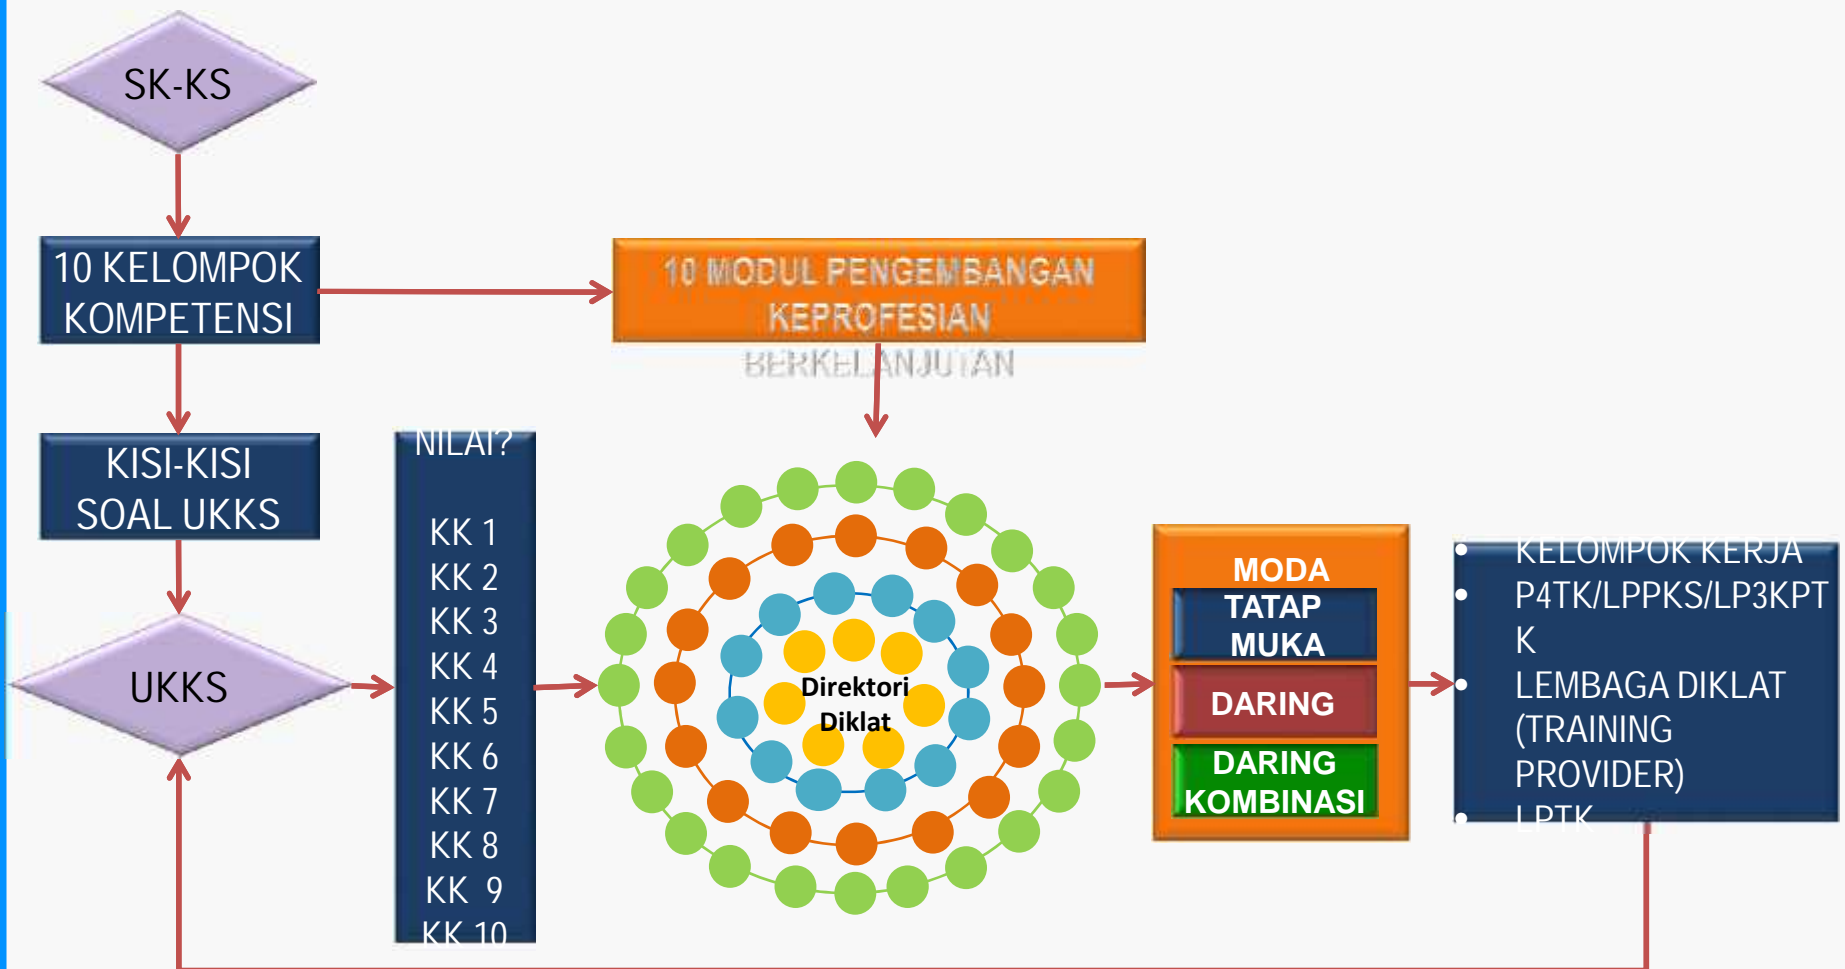 SK-KS
10 KELOMPOK
KOMPETENSI
10 MODUL PENGEMBANGAN
KEPROFESIAN
BERKELANJUTAN
KISI-KISI
SOAL UKKS
UKKS
NILAI?
KK 1
KK 2
KK 3
KK 4
KK 5
KK 6
KK 7
KK 8
KK 9
KK 10
Direktori
Diklat
MODA
TATAP
MUKA
DARING
DARING
KOMBINASI
• KELOMPOK KERJA
• P4TK/LPPKS/LP3KPT
K
• LEMBAGA DIKLAT
(TRAINING
PROVIDER)
• LPTK